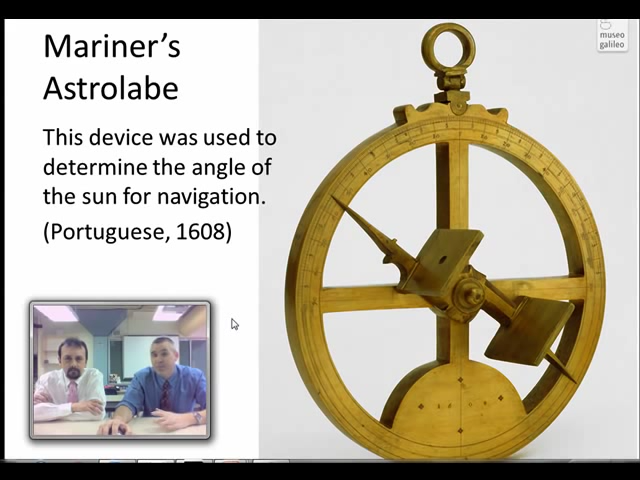 Mariner's
Astrolabe
This device was used to
determine the angle of
the sun for navigation.
(Portuguese, 1608)
museo
galileo